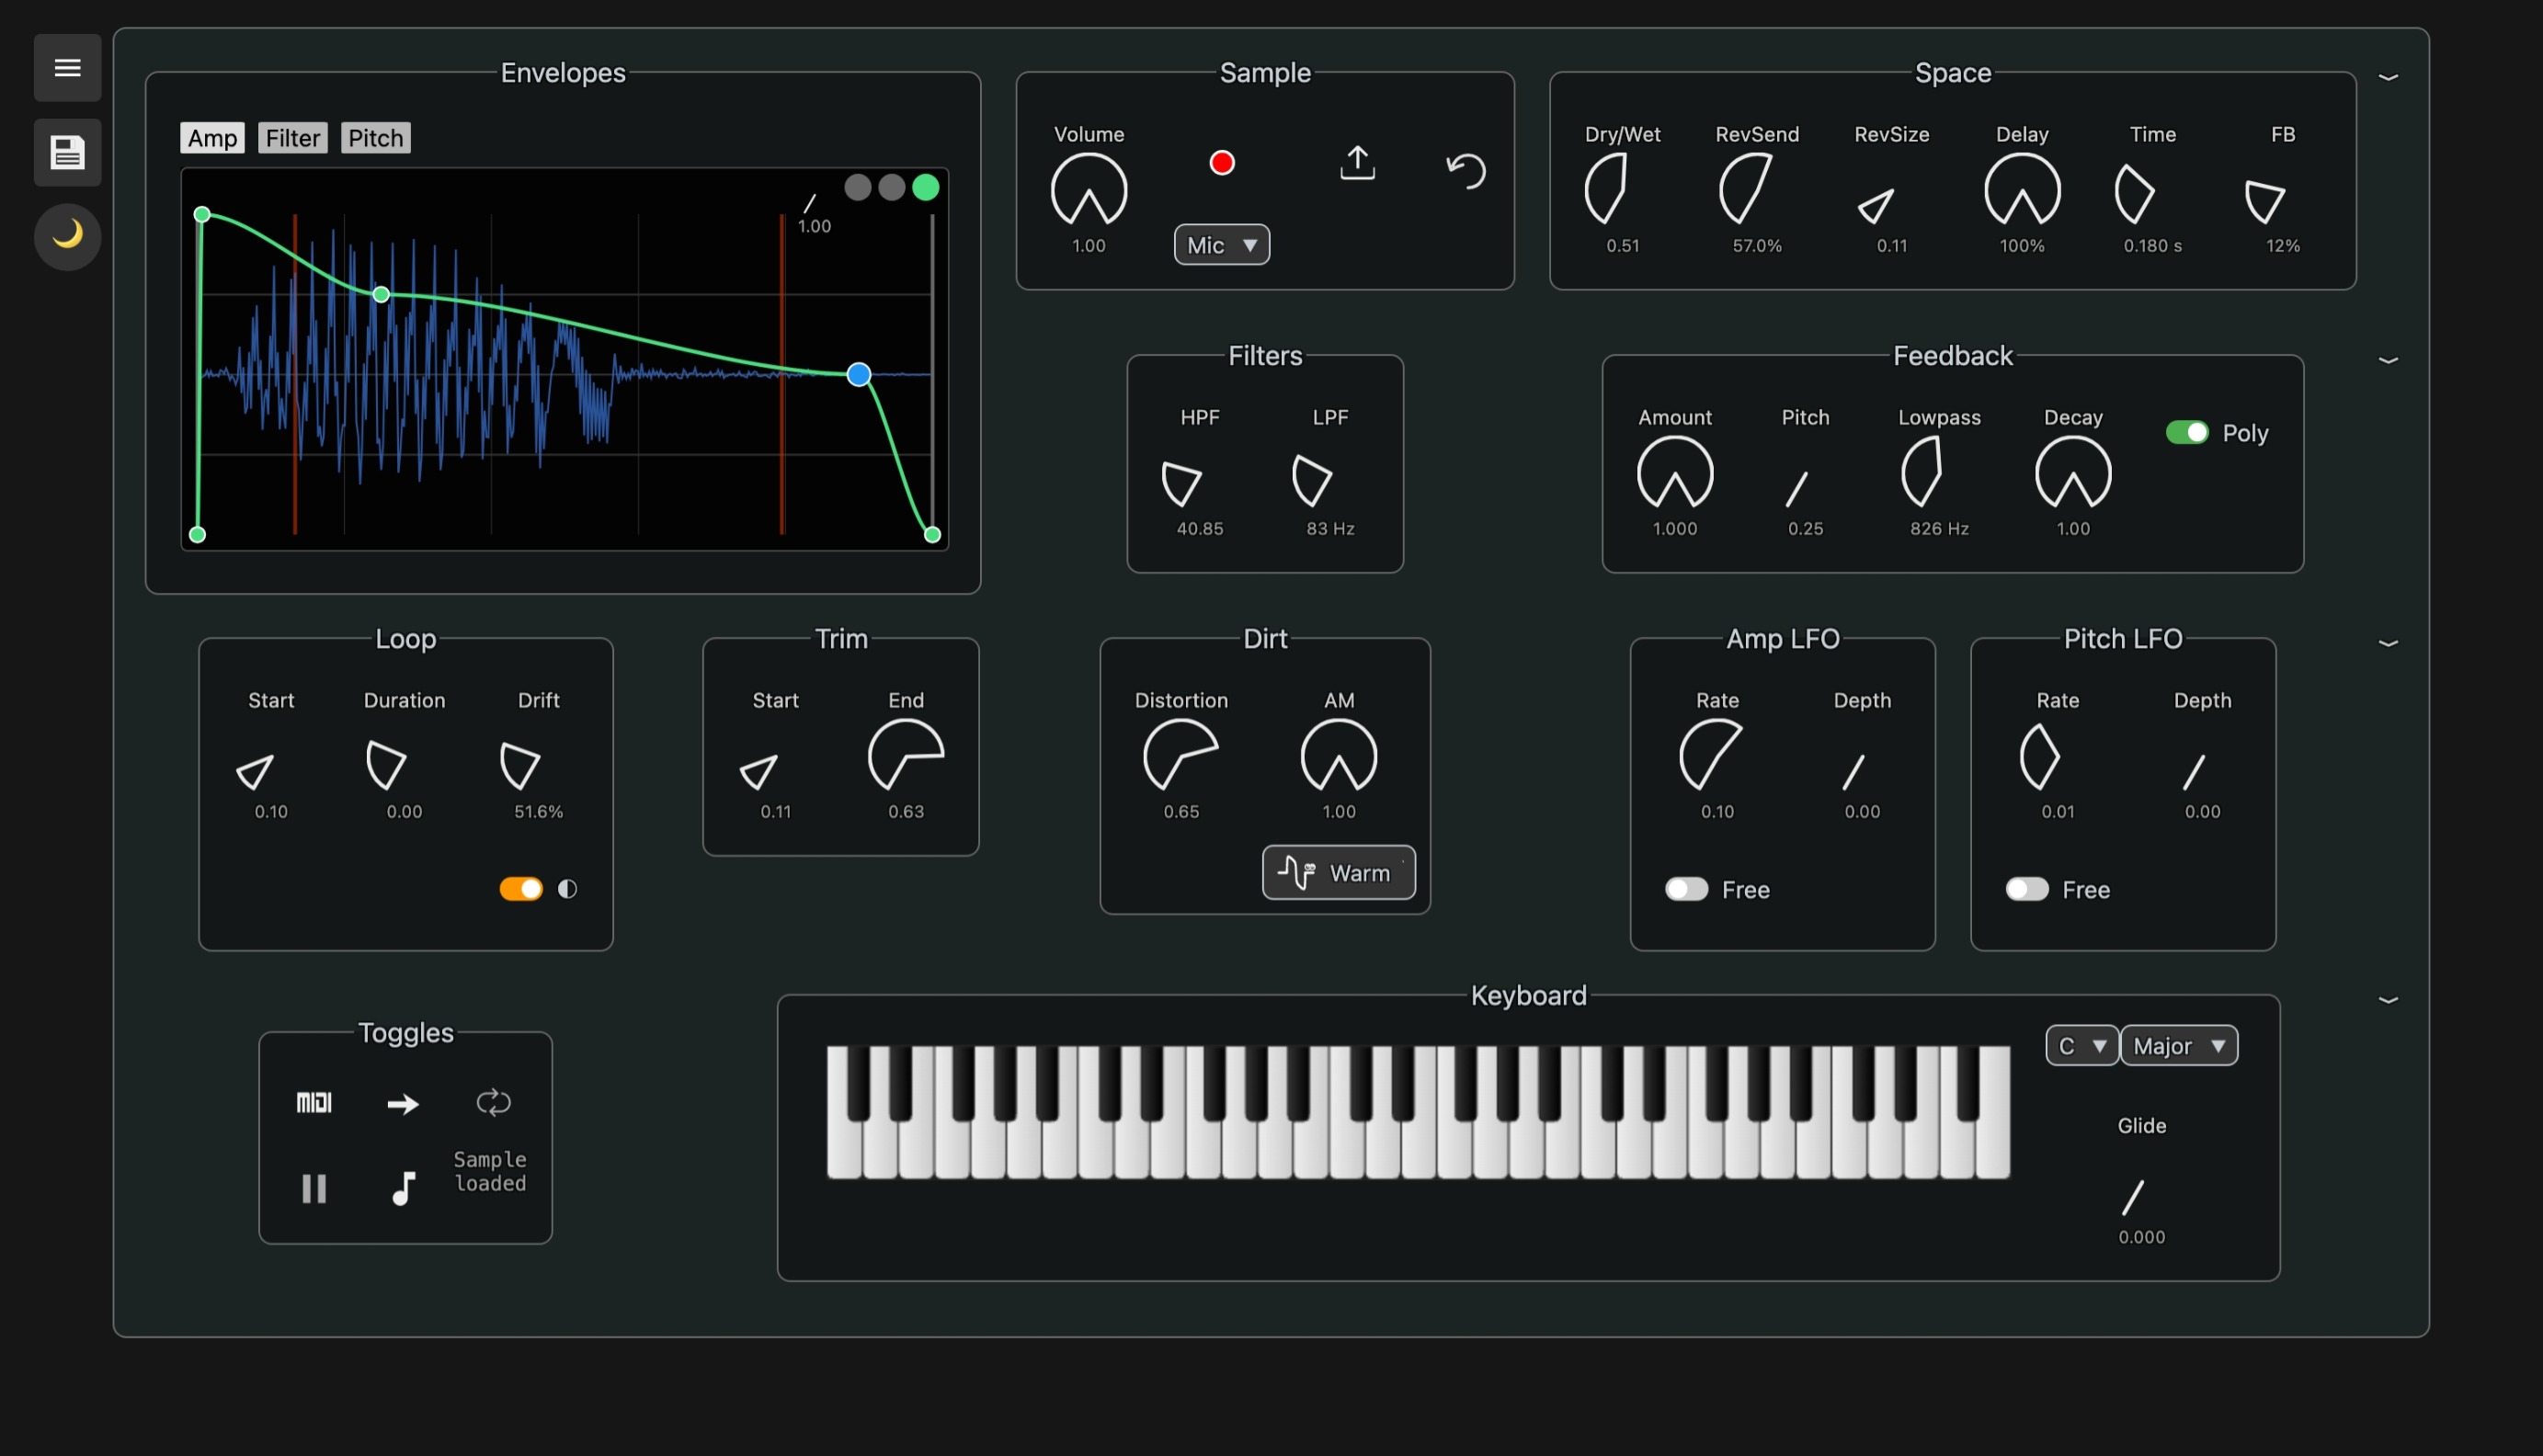 Envelopes
Amp Filter Pitch
1.00
Sample
Volume
1.00
Mic
Space
Dry/Wet RevSend RevSize Delay Time FB
0.51 57.0% 0.11 100% 0.180 s 12%
Filters
HPF LPF
40.85 83 Hz
Feedback
Amount Pitch Lowpass Decay
Poly
1.000 0.25 826 Hz 1.00
Loop
Start Duration Drift
0.10 0.00 51.6%
Trim
Start End
0.11 0.63
Dirt
Distortion AM
0.65 1.00
Warm
Amp LFO
Rate Depth
0.10 0.00
Free
Pitch LFO
Rate Depth
0.01 0.00
Free
Toggles
MIDI
Sample
loaded
Keyboard
C Major
Glide
0.000